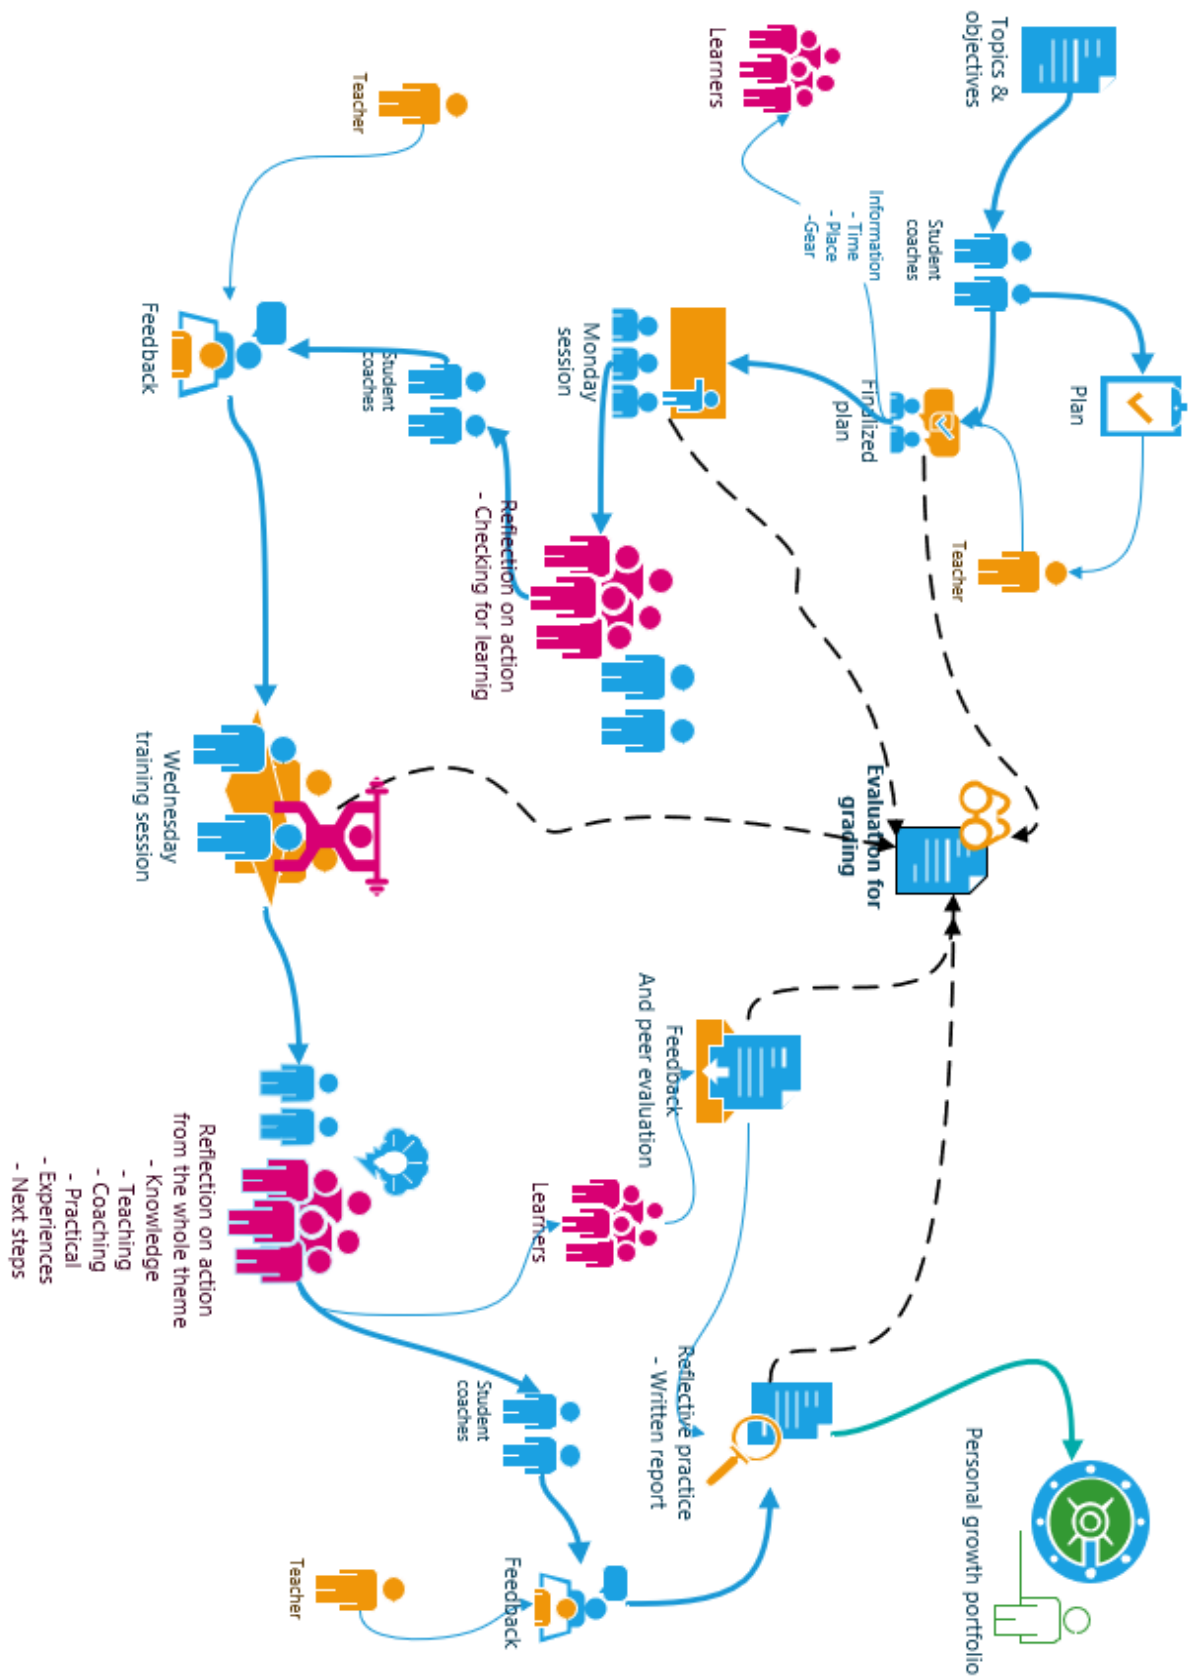 Topics &
objectives
Learners
Teacher
Student
coaches
Information
- Time
- Place
-Gear
Plan
Finalized
plan
Teacher
Monday
session
Student
coaches
Feedback
Reflection on action
- Checking for learnig
Evaluation for
grading
Wednesday
training session
Feedback
And peer evaluation
Learners
Reflection on action
from the whole theme
- Knowledge
- Teaching
- Coaching
- Practical
- Experiences
- Next steps
Student
coaches
Reflective practice
- Written report
Personal growth portfolio
Feedback
Teacher